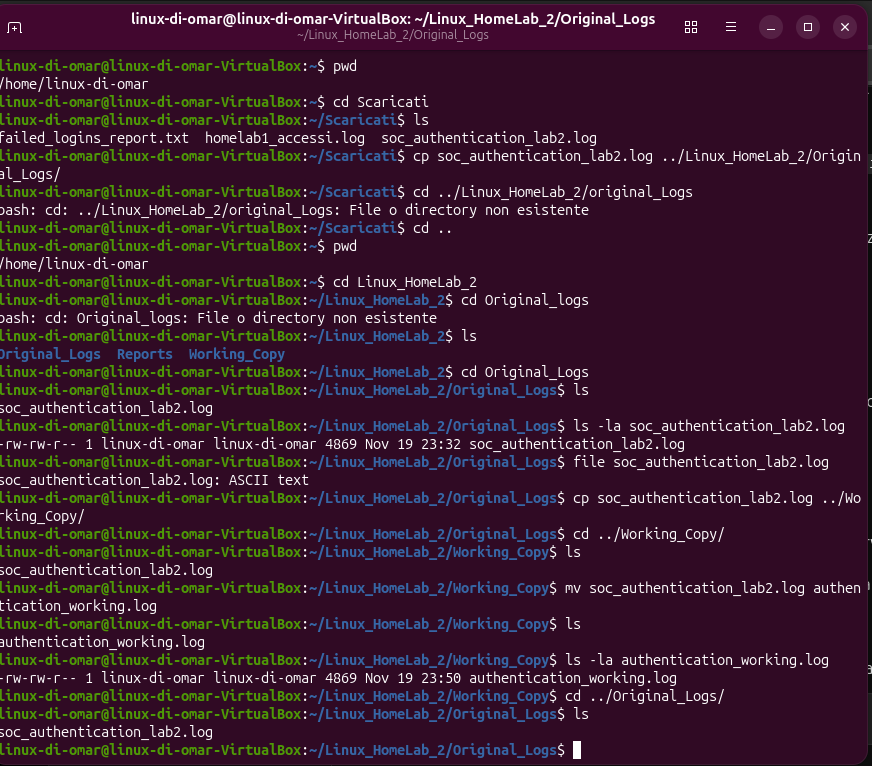 linux-di-omar@linux-di-omar-VirtualBox: ~/Linux_HomeLab_2/Original_Logs
~/Linux_HomeLab_2/Original_Logs
linux-di-omar@linux-di-omar-VirtualBox:~$ pwd
/home/linux-di-omar
linux-di-omar@linux-di-omar-VirtualBox:~$ cd Scaricati
linux-di-omar@linux-di-omar-VirtualBox:~/Scaricati$ ls
failed_logins_report.txt  homelab1_accessi.log  soc_authentication_lab2.log
linux-di-omar@linux-di-omar-VirtualBox:~/Scaricati$ cp soc_authentication_lab2.log ../Linux_HomeLab_2/Origin
al_Logs/
linux-di-omar@linux-di-omar-VirtualBox:~/Scaricati$ cd ../Linux_HomeLab_2/original_Logs
bash: cd: ../Linux_HomeLab_2/original_Logs: File o directory non esistente
linux-di-omar@linux-di-omar-VirtualBox:~/Scaricati$ cd ..
linux-di-omar@linux-di-omar-VirtualBox:~$ pwd
/home/linux-di-omar
linux-di-omar@linux-di-omar-VirtualBox:~$ cd Linux_HomeLab_2
linux-di-omar@linux-di-omar-VirtualBox:~/Linux_HomeLab_2$ cd Original_logs
bash: cd: Original_logs: File o directory non esistente
linux-di-omar@linux-di-omar-VirtualBox:~/Linux_HomeLab_2$ ls
Original_Logs  Reports  Working_Copy
linux-di-omar@linux-di-omar-VirtualBox:~/Linux_HomeLab_2$ cd Original_Logs
linux-di-omar@linux-di-omar-VirtualBox:~/Linux_HomeLab_2/Original_Logs$ ls
soc_authentication_lab2.log
linux-di-omar@linux-di-omar-VirtualBox:~/Linux_HomeLab_2/Original_Logs$ ls -la soc_authentication_lab2.log
-rw-rw-r-- 1 linux-di-omar linux-di-omar 4869 Nov 19 23:32 soc_authentication_lab2.log
linux-di-omar@linux-di-omar-VirtualBox:~/Linux_HomeLab_2/Original_Logs$ file soc_authentication_lab2.log
soc_authentication_lab2.log: ASCII text
linux-di-omar@linux-di-omar-VirtualBox:~/Linux_HomeLab_2/Original_Logs$ cp soc_authentication_lab2.log ../Wo
rking_Copy/
linux-di-omar@linux-di-omar-VirtualBox:~/Linux_HomeLab_2/Original_Logs$ cd ../Working_Copy/
linux-di-omar@linux-di-omar-VirtualBox:~/Linux_HomeLab_2/Working_Copy$ ls
soc_authentication_lab2.log
linux-di-omar@linux-di-omar-VirtualBox:~/Linux_HomeLab_2/Working_Copy$ mv soc_authentication_lab2.log authen
tication_working.log
linux-di-omar@linux-di-omar-VirtualBox:~/Linux_HomeLab_2/Working_Copy$ ls
authentication_working.log
linux-di-omar@linux-di-omar-VirtualBox:~/Linux_HomeLab_2/Working_Copy$ ls -la authentication_working.log
-rw-rw-r-- 1 linux-di-omar linux-di-omar 4869 Nov 19 23:50 authentication_working.log
linux-di-omar@linux-di-omar-VirtualBox:~/Linux_HomeLab_2/Working_Copy$ cd ../Original_Logs/
linux-di-omar@linux-di-omar-VirtualBox:~/Linux_HomeLab_2/Original_Logs$ ls
soc_authentication_lab2.log
linux-di-omar@linux-di-omar-VirtualBox:~/Linux_HomeLab_2/Original_Logs$